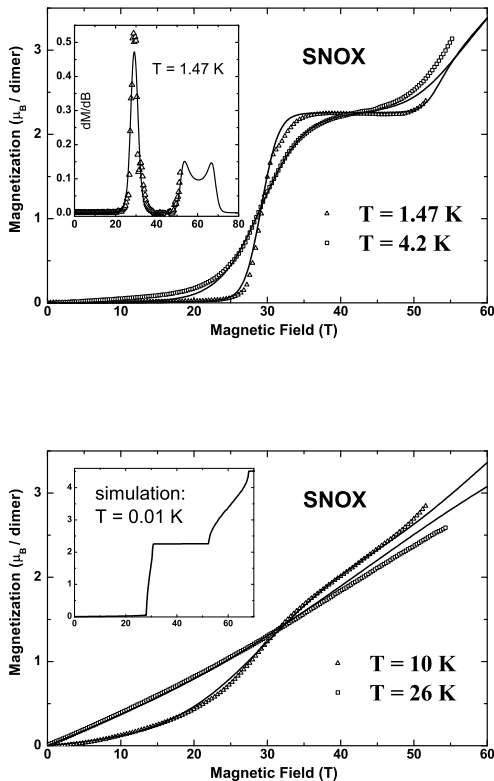 SNOX
T = 1.47 K
dM/dB
0.5
0.4
0.3
0.2
0.1
0.0
0 20 40 60 80
Magnetization (μB / dimer)
3
2
1
0
T = 1.47 K
T = 4.2 K
0 10 20 30 40 50 60
Magnetic Field (T)
SNOX
simulation:
T = 0.01 K
4
3
2
1
0
0 20 40 60
Magnetization (μB / dimer)
3
2
1
0
T = 10 K
T = 26 K
0 10 20 30 40 50 60
Magnetic Field (T)